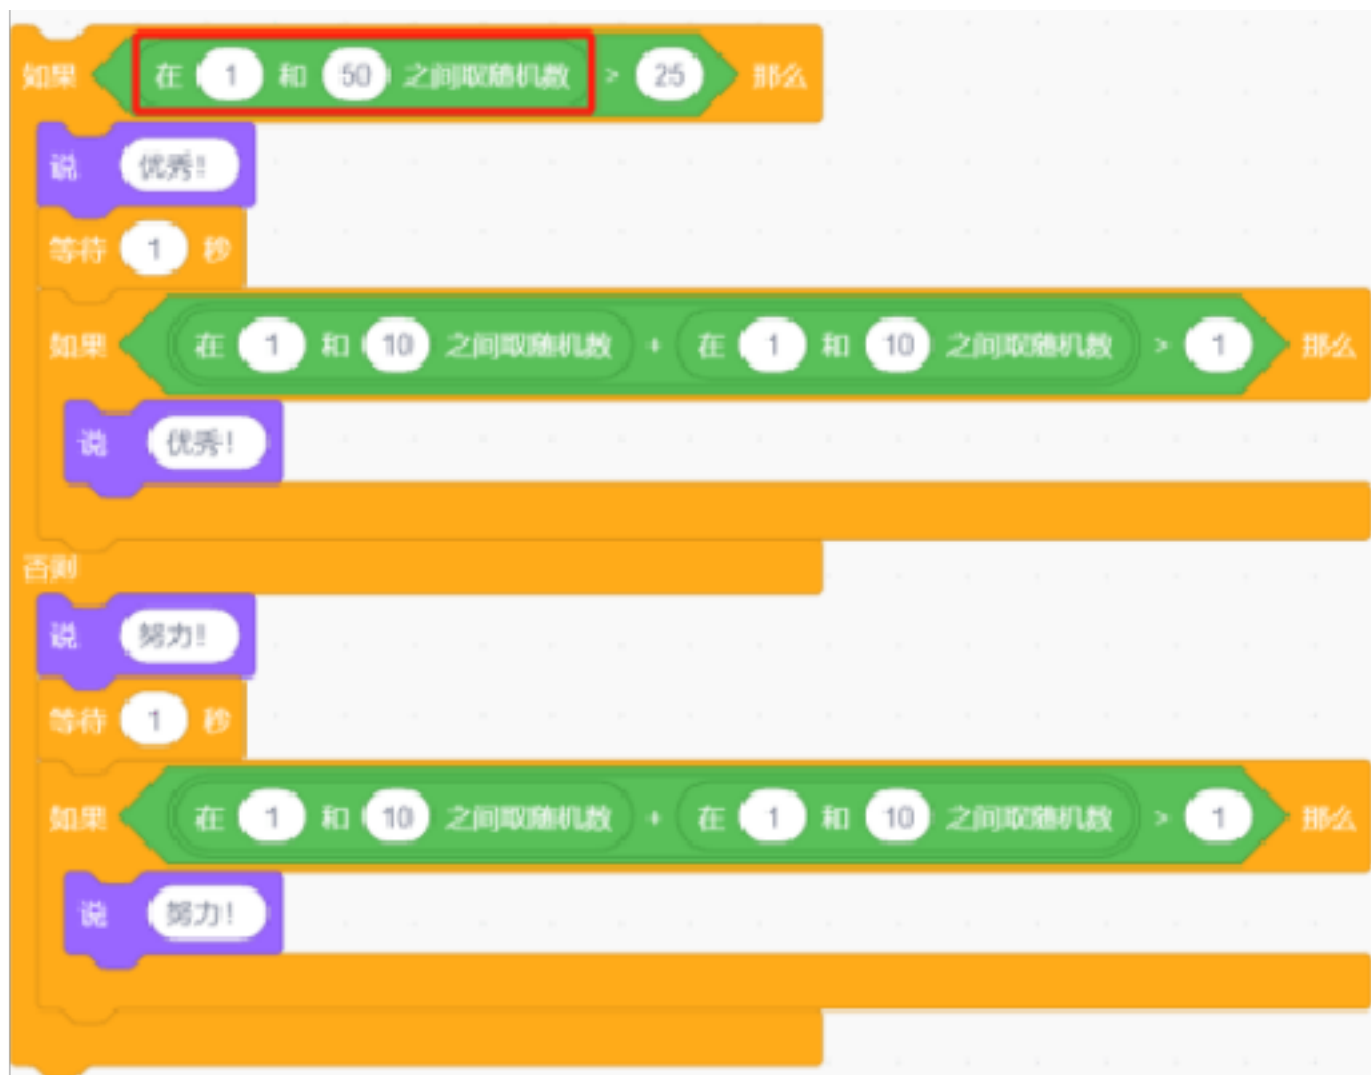 如果 在 1 和 50 之间取随机数 > 25 那么
说 优秀！
等待 1 秒
如果 在 1 和 10 之间取随机数 + 在 1 和 10 之间取随机数 > 1 那么
说 优秀！
否则
说 努力！
等待 1 秒
如果 在 1 和 10 之间取随机数 + 在 1 和 10 之间取随机数 > 1 那么
说 努力！